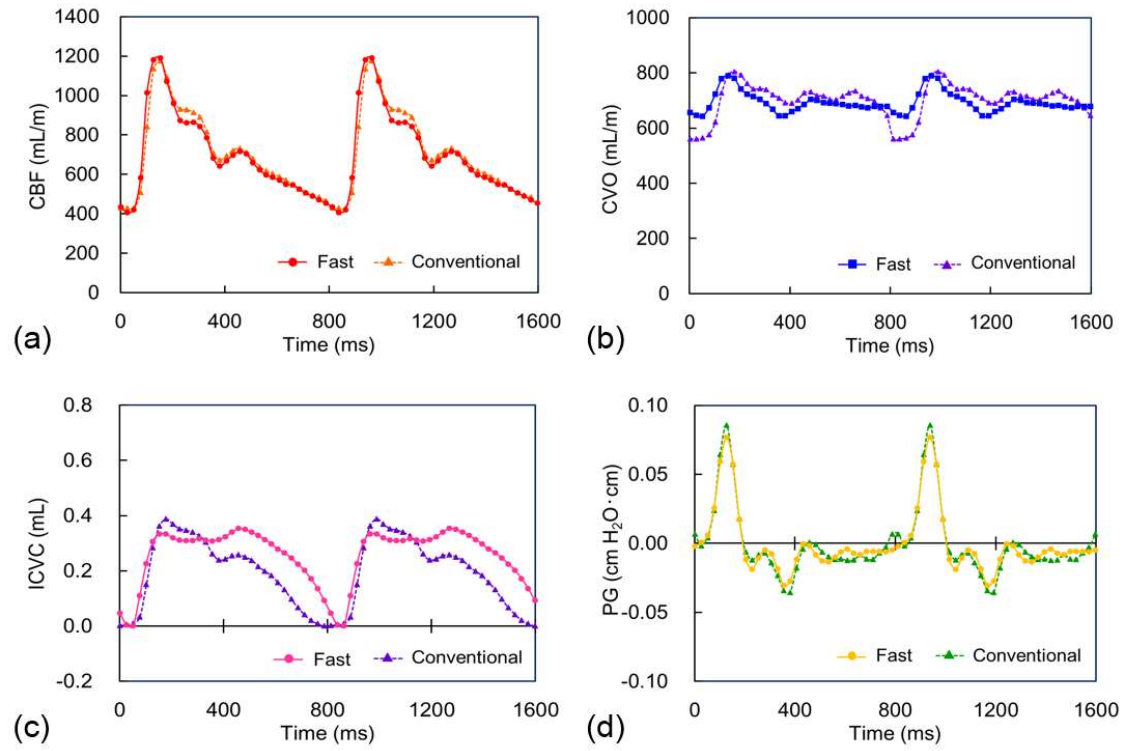 1400
1200
1000
800
600
400
200
0
CBF (mL/m)
Fast Conventional
0 400 800 1200 1600
Time (ms)
(a)
1000
800
600
400
200
0
CVO (mL/m)
Fast Conventional
0 400 800 1200 1600
Time (ms)
(b)
0.8
0.6
0.4
0.2
0.0
-0.2
ICVC (mL)
Fast Conventional
0 400 800 1200 1600
Time (ms)
(c)
0.10
0.05
0.00
-0.05
-0.10
PG (cm H₂O·cm)
Fast Conventional
0 400 800 1200 1600
Time (ms)
(d)